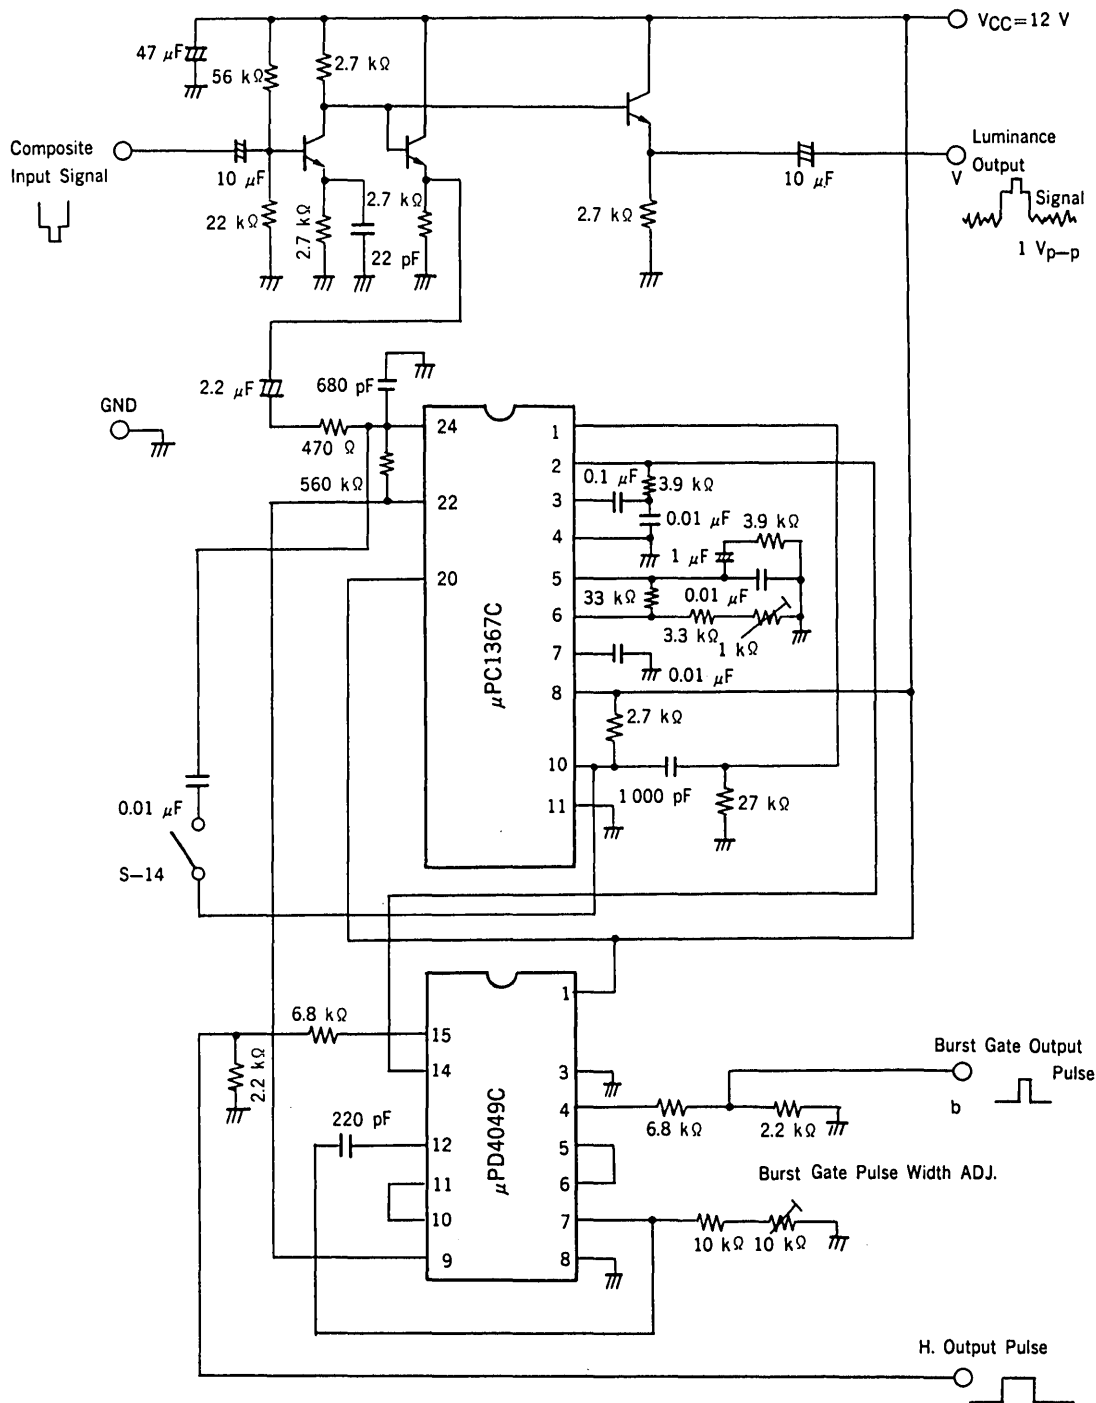 VCC=12 V
47 μF
56 kΩ
2.7 kΩ
Composite
Input Signal
10 μF
Luminance
Output
V
Signal
1 Vp-p
10 μF
22 kΩ
2.7 kΩ
2.7 kΩ
22 pF
2.7 kΩ
2.2 μF
680 pF
GND
470 Ω
560 kΩ
24
22
20
μPC1367C
1
2
3
4
5
6
7
8
10
11
0.1 μF
3.9 kΩ
0.01 μF
3.9 kΩ
1 μF
33 kΩ
0.01 μF
3.3 kΩ
1 kΩ
0.01 μF
2.7 kΩ
1000 pF
27 kΩ
0.01 μF
S-14
6.8 kΩ
2.2 kΩ
220 pF
15
14
12
11
10
9
μPD4049C
1
3
4
5
6
7
8
6.8 kΩ
2.2 kΩ
Burst Gate Output
Pulse
b
Burst Gate Pulse Width ADJ.
10 kΩ
10 kΩ
H. Output Pulse